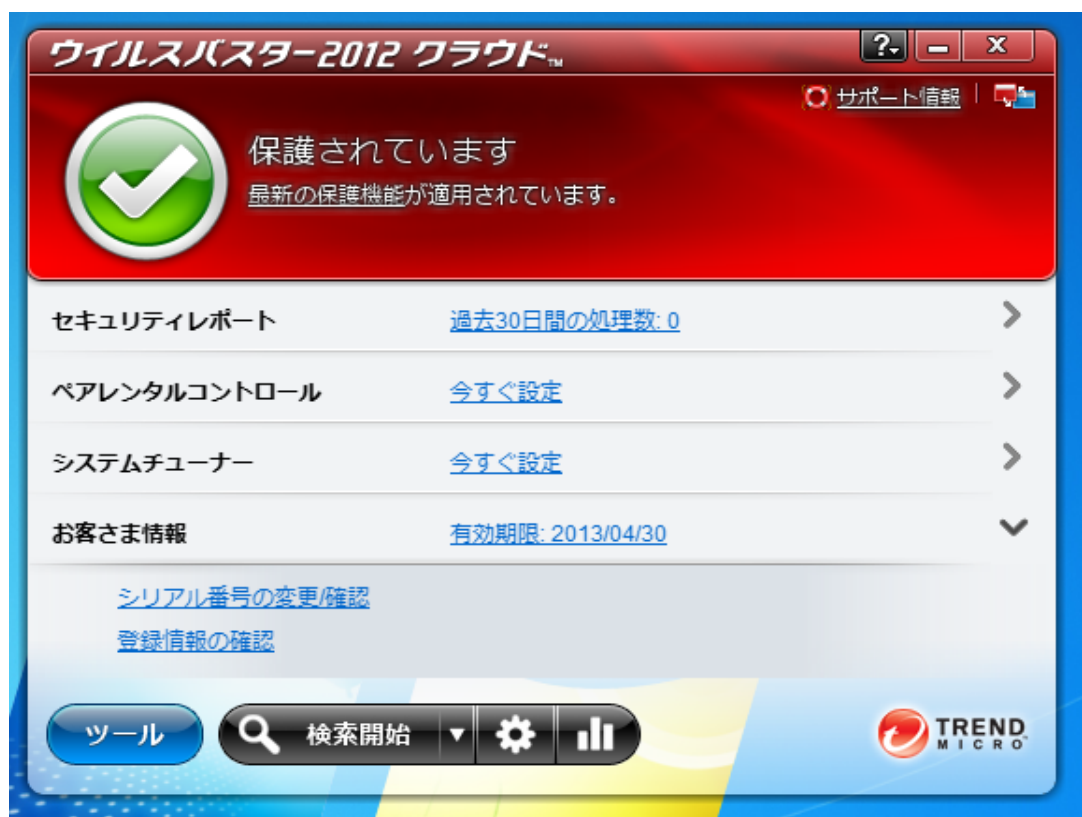 ウイルスバスター2012 クラウド™
?
サポート情報
保護されています
最新の保護機能が適用されています。
セキュリティレポート 過去30日間の処理数: 0
ペアレンタルコントロール 今すぐ設定
システムチューナー 今すぐ設定
お客さま情報 有効期限: 2013/04/30
シリアル番号の変更/確認
登録情報の確認
ツール 検索開始
TREND
MICRO